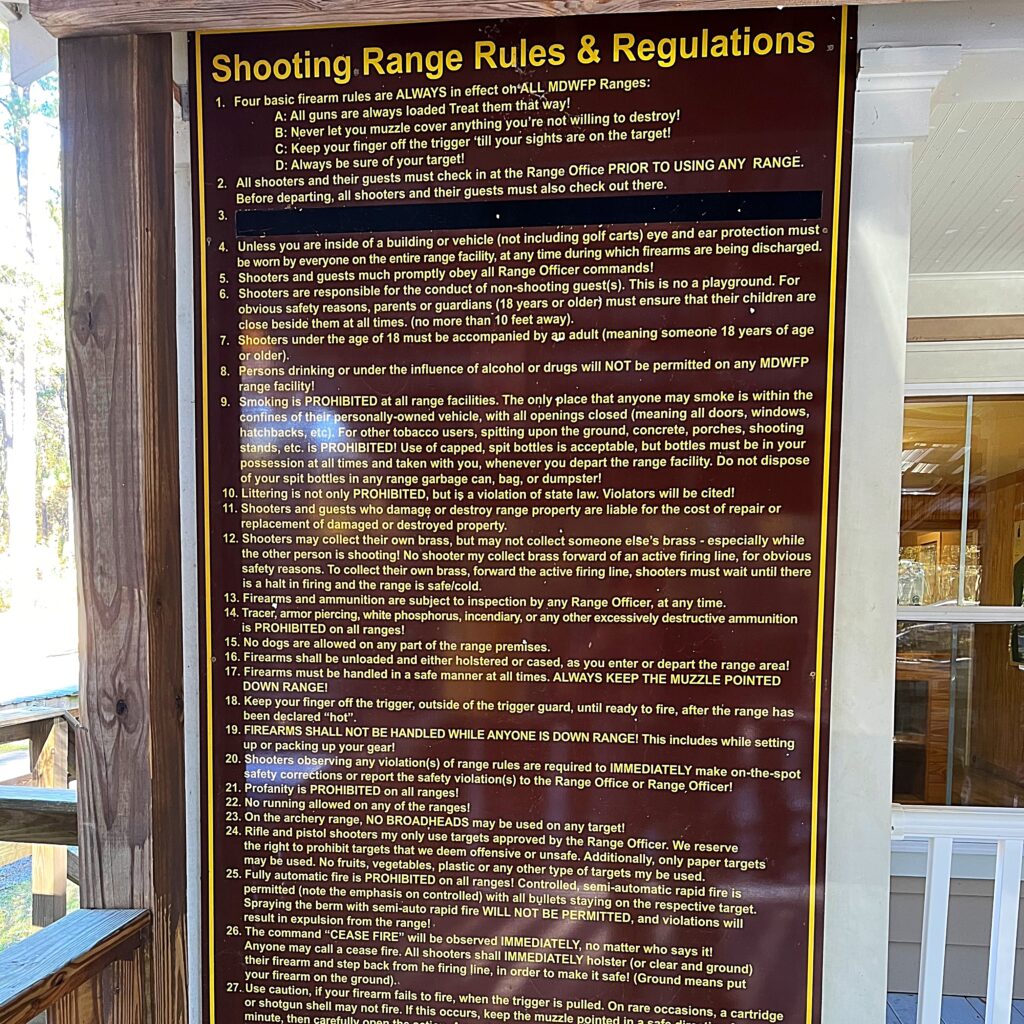 Shooting Range Rules & Regulations
1. Four basic firearm rules are ALWAYS in effect on ALL MDWFP Ranges:
A: All guns are always loaded Treat them that way!
B: Never let you muzzle cover anything you're not willing to destroy!
C: Keep your finger off the trigger 'till your sights are on the target!
D: Always be sure of your target!
2. All shooters and their guests must check in at the Range Office PRIOR TO USING ANY RANGE.
Before departing, all shooters and their guests must also check out there.
3.
4. Unless you are inside of a building or vehicle (not including golf carts) eye and ear protection must
be worn by everyone on the entire range facility, at any time during which firearms are being discharged.
5. Shooters and guests much promptly obey all Range Officer commands!
6. Shooters are responsible for the conduct of non-shooting guest(s). This is no a playground. For
obvious safety reasons, parents or guardians (18 years or older) must ensure that their children are
close beside them at all times. (no more than 10 feet away).
7. Shooters under the age of 18 must be accompanied by an adult (meaning someone 18 years of age
or older).
8. Persons drinking or under the influence of alcohol or drugs will NOT be permitted on any MDWFP
range facility!
9. Smoking is PROHIBITED at all range facilities. The only place that anyone may smoke is within the
confines of their personally-owned vehicle, with all openings closed (meaning all doors, windows,
hatchbacks, etc). For other tobacco users, spitting upon the ground, concrete, porches, shooting
stands, etc. is PROHIBITED! Use of capped, spit bottles is acceptable, but bottles must be in your
possession at all times and taken with you, whenever you depart the range facility. Do not dispose
of your spit bottles in any range garbage can, bag, or dumpster!
10. Littering is not only PROHIBITED, but is a violation of state law. Violators will be cited!
11. Shooters and guests who damage or destroy range property are liable for the cost of repair or
replacement of damaged or destroyed property.
12. Shooters may collect their own brass, but may not collect someone else's brass - especially while
the other person is shooting! No shooter my collect brass forward of an active firing line, for obvious
safety reasons. To collect their own brass, forward the active firing line, shooters must wait until there
is a halt in firing and the range is safe/cold.
13. Firearms and ammunition are subject to inspection by any Range Officer, at any time.
14. Tracer, armor piercing, white phosphorus, incendiary, or any other excessively destructive ammunition
is PROHIBITED on all ranges!
15. No dogs are allowed on any part of the range premises.
16. Firearms shall be unloaded and either holstered or cased, as you enter or depart the range area!
17. Firearms must be handled in a safe manner at all times. ALWAYS KEEP THE MUZZLE POINTED
DOWN RANGE!
18. Keep your finger off the trigger, outside of the trigger guard, until ready to fire, after the range has
been declared "hot".
19. FIREARMS SHALL NOT BE HANDLED WHILE ANYONE IS DOWN RANGE! This includes while setting
up or packing up your gear!
20. Shooters observing any violation(s) of range rules are required to IMMEDIATELY make on-the-spot
safety corrections or report the safety violation(s) to the Range Office or Range Officer!
21. Profanity is PROHIBITED on all ranges!
22. No running allowed on any of the ranges!
23. On the archery range, NO BROADHEADS may be used on any target!
24. Rifle and pistol shooters my only use targets approved by the Range Officer. We reserve
the right to prohibit targets that we deem offensive or unsafe. Additionally, only paper targets
may be used. No fruits, vegetables, plastic or any other type of targets my be used.
25. Fully automatic fire is PROHIBITED on all ranges! Controlled, semi-automatic rapid fire is
permitted (note the emphasis on controlled) with all bullets staying on the respective target.
Spraying the berm with semi-auto rapid fire WILL NOT BE PERMITTED, and violations will
result in expulsion from the range!
26. The command "CEASE FIRE" will be observed IMMEDIATELY, no matter who says it!
Anyone may call a cease fire. All shooters shall IMMEDIATELY holster (or clear and ground)
their firearm and step back from he firing line, in order to make it safe! (Ground means put
your firearm on the ground).
27. Use caution, if your firearm fails to fire, when the trigger is pulled. On rare occasions, a cartridge
or shotgun shell may not fire. If this occurs, keep the muzzle pointed in a safe
minute, then carefully open the